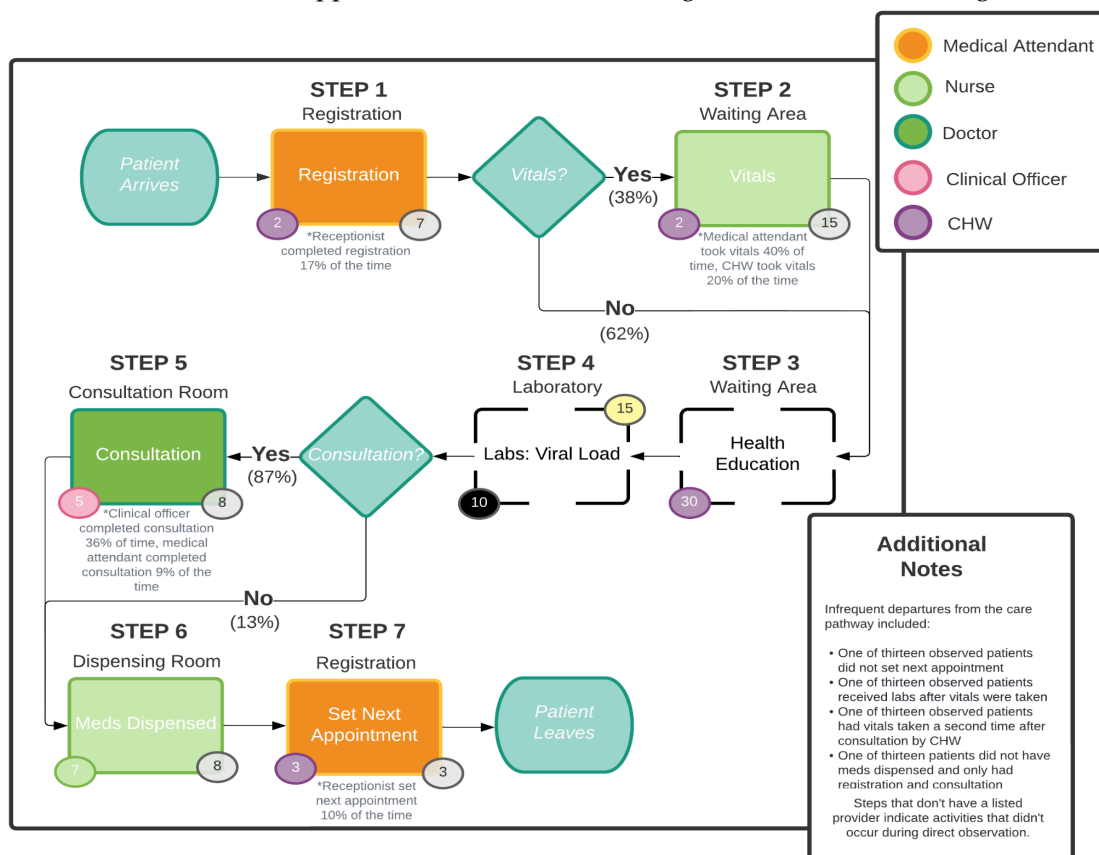 Medical Attendant
Nurse
Doctor
Clinical Officer
CHW
STEP 1
Registration
Patient
Arrives
Registration
2
7
*Receptionist
completed registration
17% of the time
Vitals?
Yes
(38%)
No
(62%)
STEP 2
Waiting Area
Vitals
2
15
*Medical attendant
took vitals 40% of
time, CHW took vitals
20% of the time
STEP 3
Waiting Area
Health
Education
30
STEP 4
Laboratory
15
Labs: Viral Load
10
Consultation?
Yes
(87%)
No
(13%)
STEP 5
Consultation Room
Consultation
5
8
*Clinical officer
completed consultation
36% of time, medical
attendant completed
consultation 9% of the
time
STEP 6
Dispensing Room
Meds Dispensed
7
8
STEP 7
Registration
Set Next
Appointment
3
3
*Receptionist set
next appointment
10% of the time
Patient
Leaves
Additional
Notes
Infrequent departures from the care
pathway included:
• One of thirteen observed patients
did not set next appointment
• One of thirteen observed patients
received labs after vitals were taken
• One of thirteen observed patients
had vitals taken a second time after
consultation by CHW
• One of thirteen patients did not have
meds dispensed and only had
registration and consultation
Steps that don't have a listed
provider indicate activities that didn't
occur during direct observation.